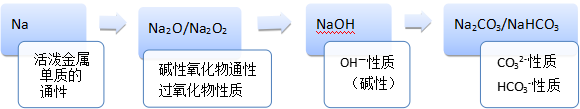 Na
活泼金属
单质的
通性
Na₂O/Na₂O₂
碱性氧化物通性
过氧化物性质
NaOH
OH⁻性质
（碱性）
Na₂CO₃/NaHCO₃
CO₃²⁻性质
HCO₃⁻性质